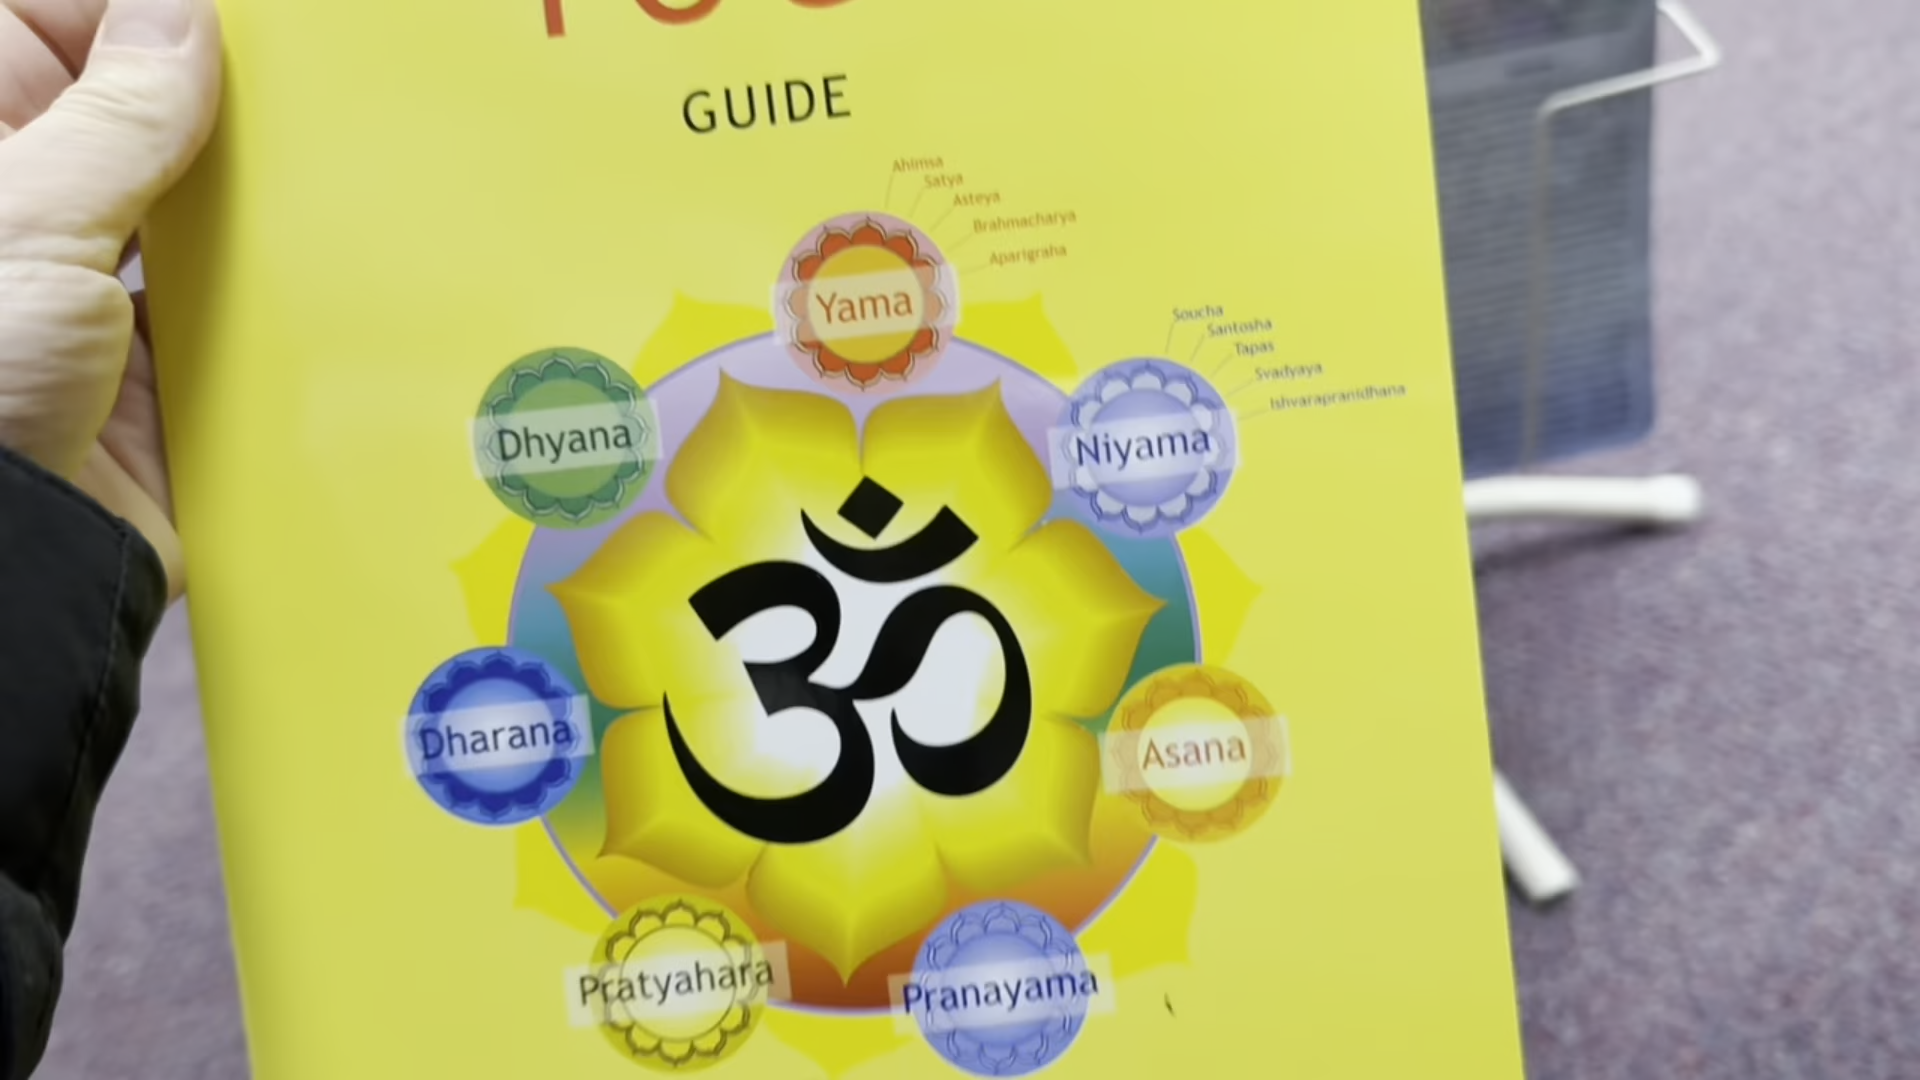 GUIDE
Ahimsa
Satya
Asteya
Brahmacharya
Aparigraha
Yama
Soucha
Santosha
Tapas
Svadyaya
Ishvarapranidhana
Dhyana
Niyama
ॐ
Dharana
Asana
Pratyahara
Pranayama